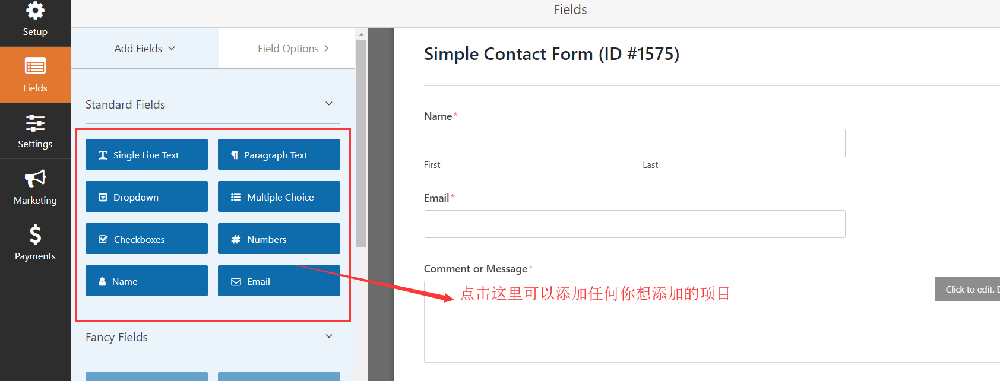 Fields
Setup
Fields
Settings
Marketing
Payments
Add Fields
Field Options
Standard Fields
Single Line Text
Paragraph Text
Dropdown
Multiple Choice
Checkboxes
Numbers
Name
Email
Fancy Fields
Simple Contact Form (ID #1575)
Name*
First
Last
Email*
Comment or Message*
点击这里可以添加任何你想添加的项目
Click to edit.